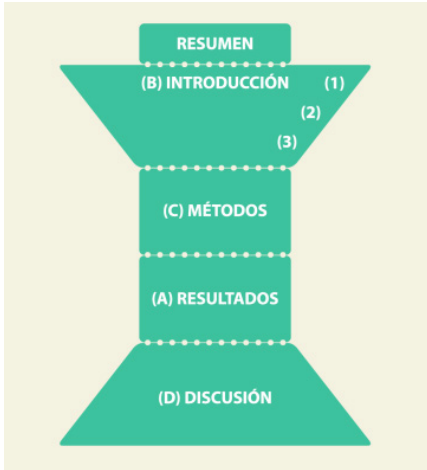 RESUMEN
(B) INTRODUCCIÓN (1)
(2)
(3)
(C) MÉTODOS
(A) RESULTADOS
(D) DISCUSIÓN